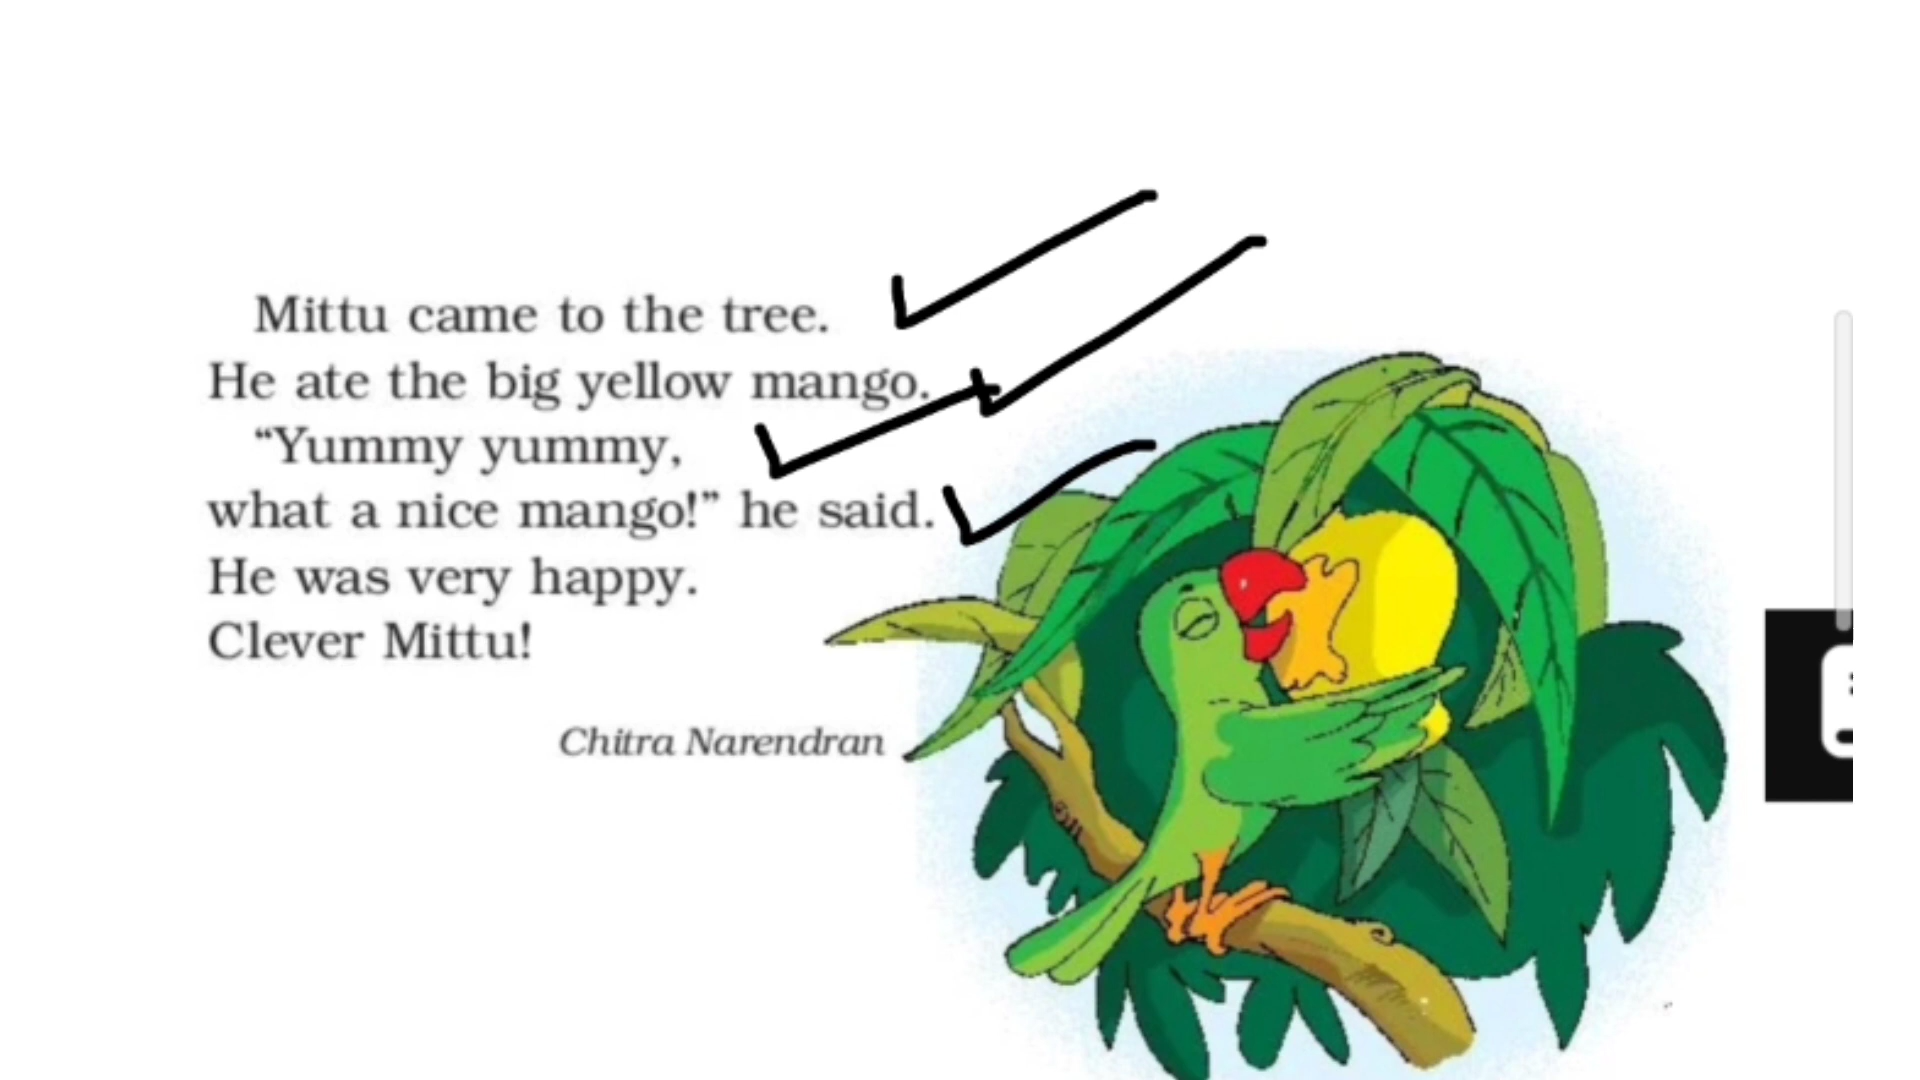 Mittu came to the tree.
He ate the big yellow mango.
“Yummy yummy,
what a nice mango!” he said.
He was very happy.
Clever Mittu!
Chitra Narendran